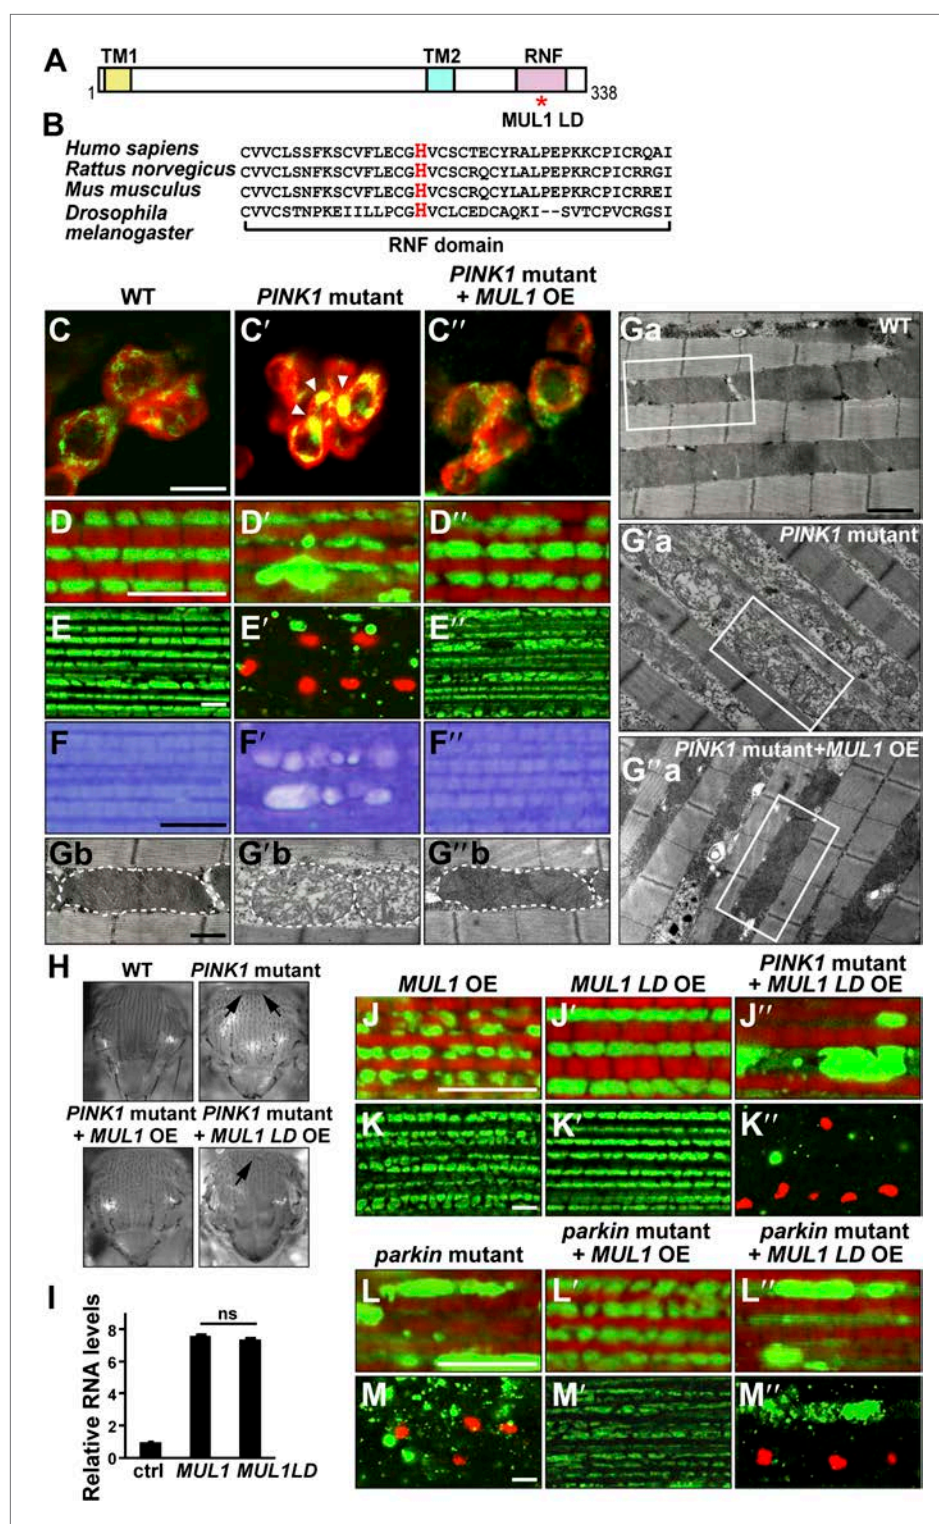 A
TM1 TM2 RNF
1 338
*
MUL1 LD
B
Humo sapiens CVVCLSSFKSCVFLECGHVCSCTECYRALPEPKKCPICRQAI
Rattus norvegicus CVVCLSNFKSCVFLECGHVCSCRQCYLALPEPKRCPICRRGI
Mus musculus CVVCLSNFKSCVFLECGHVCSCRQCYLALPEPKRCPICRREI
Drosophila melanogaster CVVCSTNPKEIILLPCGHVCLCEDCAQKI--SVTCPVCRGSI
RNF domain
WT PINK1 mutant PINK1 mutant + MUL1 OE
C C′ C″
D D′ D″
E E′ E″
F F′ F″
Gb G′b G″b
Ga WT
G′a PINK1 mutant
G″a PINK1 mutant+MUL1 OE
H
WT PINK1 mutant
PINK1 mutant + MUL1 OE PINK1 mutant + MUL1 LD OE
I
Relative RNA levels
8
6
4
2
0
ns
ctrl MUL1 MUL1LD
MUL1 OE MUL1 LD OE PINK1 mutant + MUL1 LD OE
J J′ J″
K K′ K″
parkin mutant parkin mutant + MUL1 OE parkin mutant + MUL1 LD OE
L L′ L″
M M′ M″